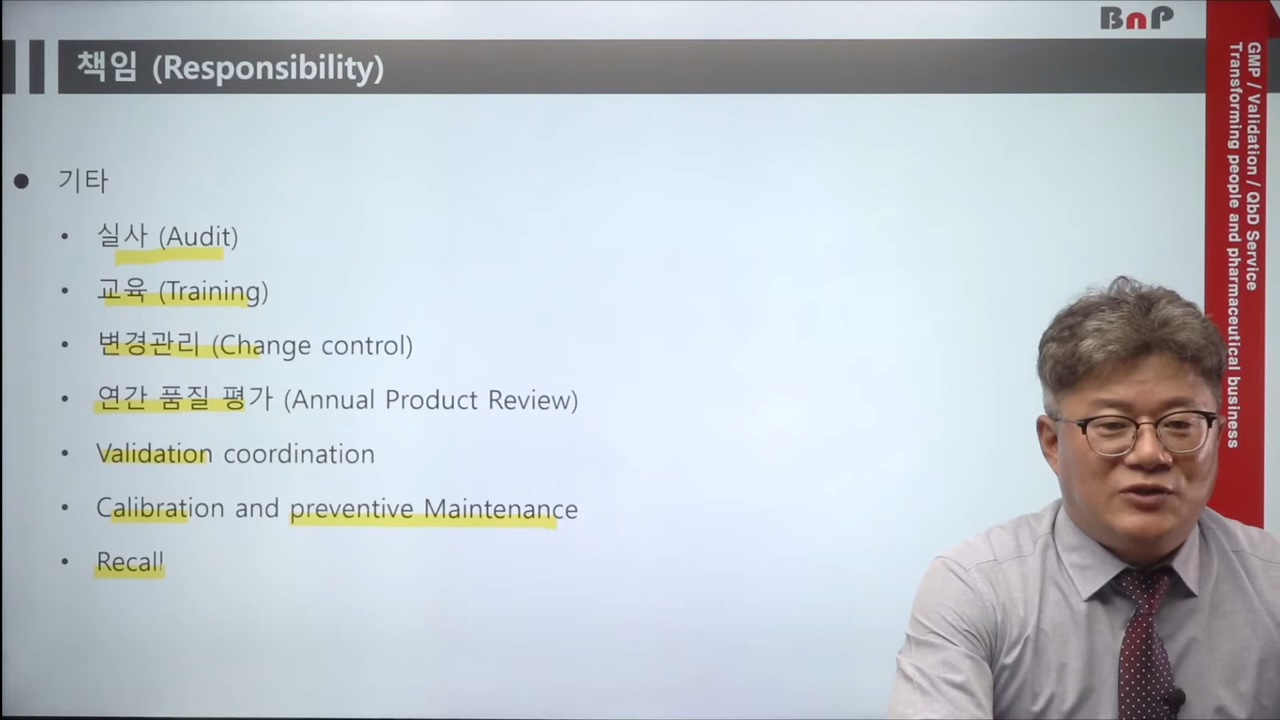 BnP
책임 (Responsibility)
● 기타
• 실사 (Audit)
• 교육 (Training)
• 변경관리 (Change control)
• 연간 품질 평가 (Annual Product Review)
• Validation coordination
• Calibration and preventive Maintenance
• Recall
GMP / Validation / QbD Service
Transforming people and pharmaceutical business